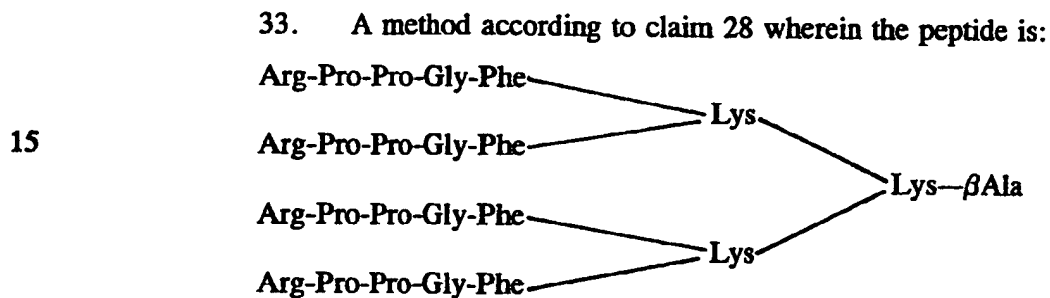 33. A method according to claim 28 wherein the peptide is:
Arg-Pro-Pro-Gly-Phe
Lys
15 Arg-Pro-Pro-Gly-Phe
Lys—βAla
Arg-Pro-Pro-Gly-Phe
Lys
Arg-Pro-Pro-Gly-Phe